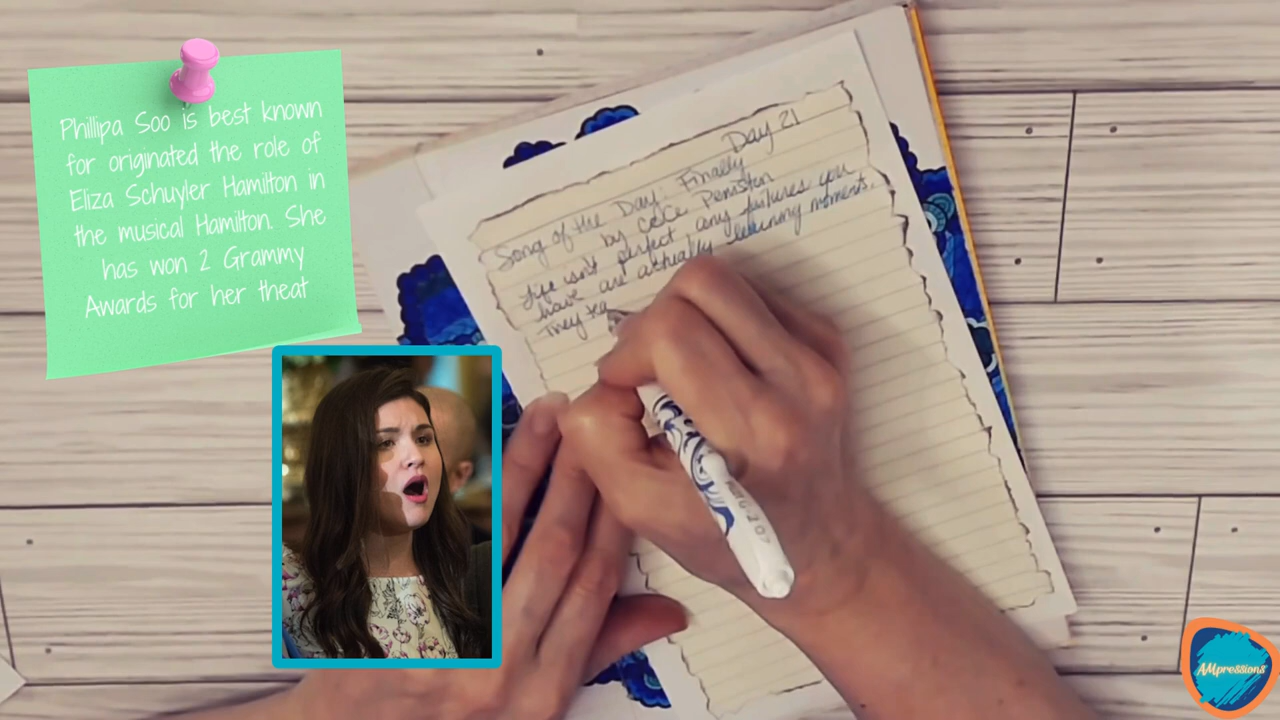 Phillipa Soo is best known
for originated the role of
Eliza Schuyler Hamilton in
the musical Hamilton. She
has won 2 Grammy
Awards for her theat
Day 21
Song of the Day: Finally
by CeCe Peniston
Life isn't perfect any failures you
have are actually learning moments.
They tea
AMpressions